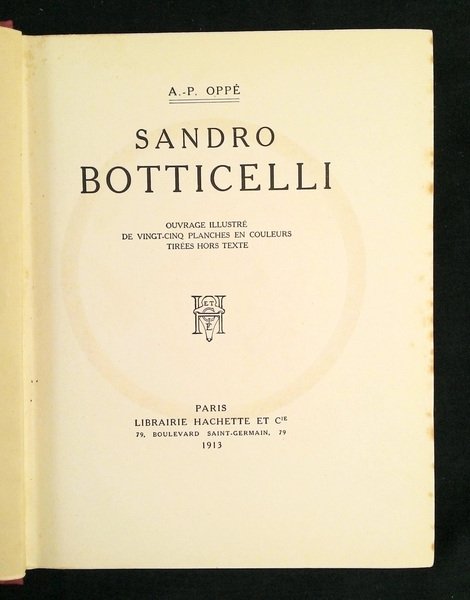 A.-P. OPPÉ
SANDRO
BOTTICELLI
OUVRAGE ILLUSTRÉ
DE VINGT-CINQ PLANCHES EN COULEURS
TIRÉES HORS TEXTE
PARIS
LIBRAIRIE HACHETTE ET CIE
79, BOULEVARD SAINT-GERMAIN, 79
1913